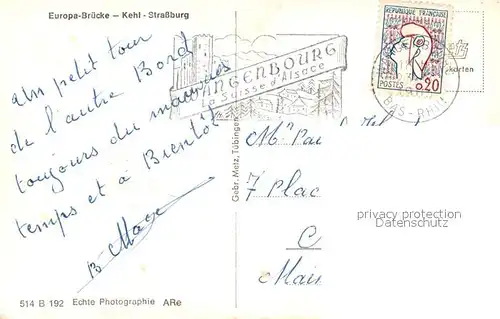 Europa-Brücke – Kehl - Straßburg
un petit tour
de l'autre Bord
toujours du mauvais
temps et à Bientôt
514 B 192 Echte Photographie ARe
Gebr. Metz, Tübingen
WANGENBOURG
La Suisse d'Alsace
REPUBLIQUE FRANÇAISE
POSTES 0,20
BAS-RHIN
karten
7 Plac
privacy protection
Datenschutz